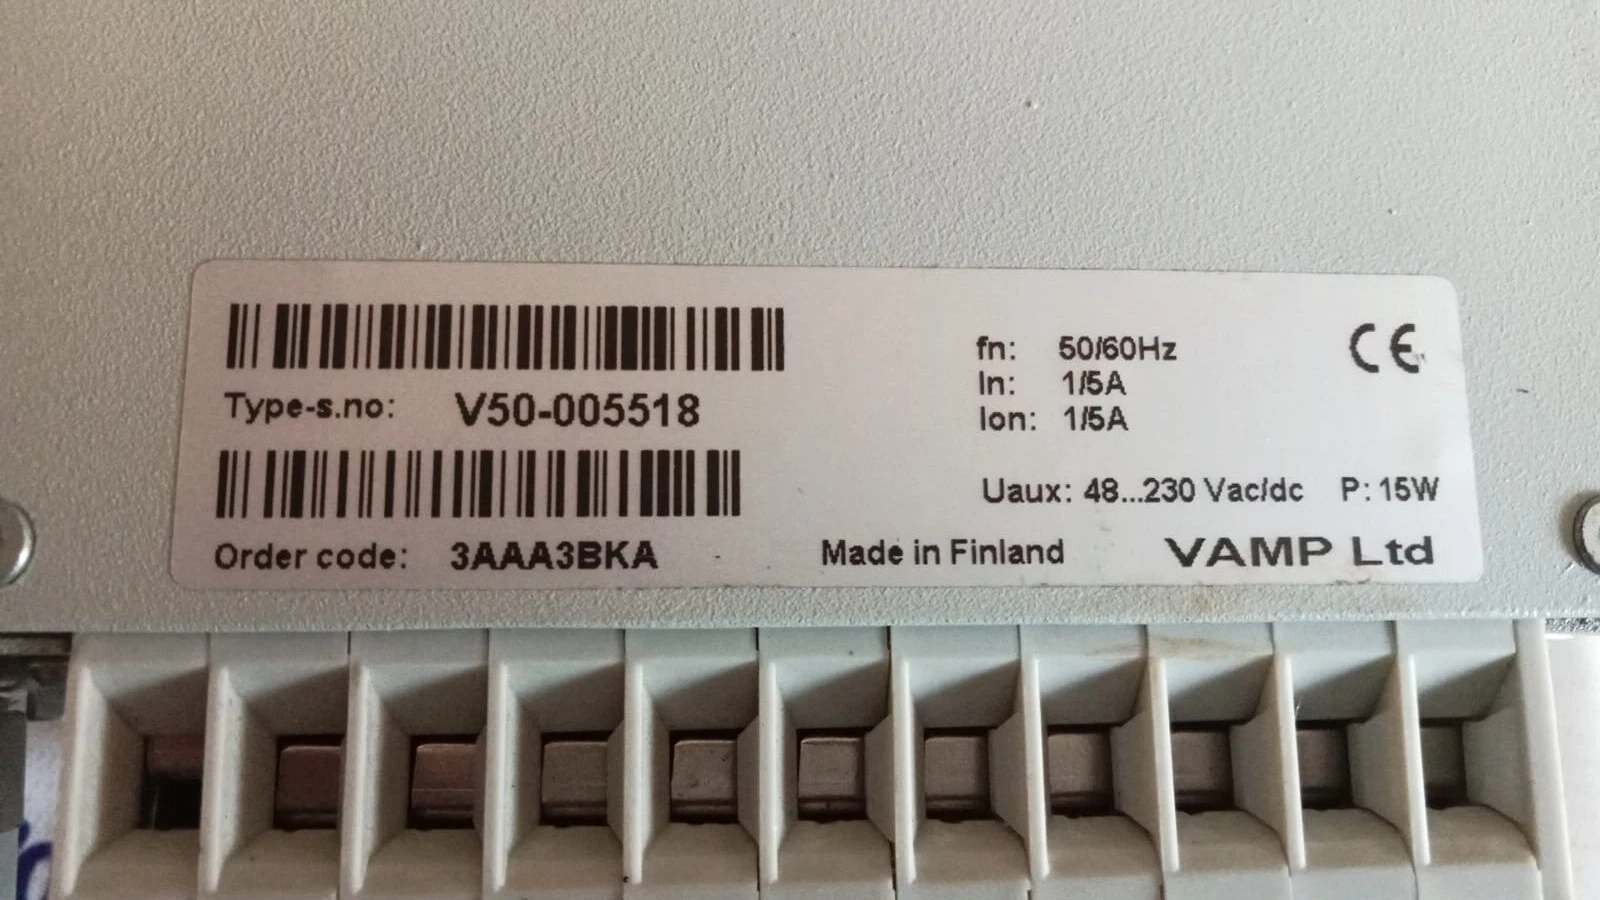 Type-s.no: V50-005518
Order code: 3AAA3BKA
fn: 50/60Hz
In: 1/5A
Ion: 1/5A
CE
Uaux: 48...230 Vac/dc P: 15W
Made in Finland VAMP Ltd